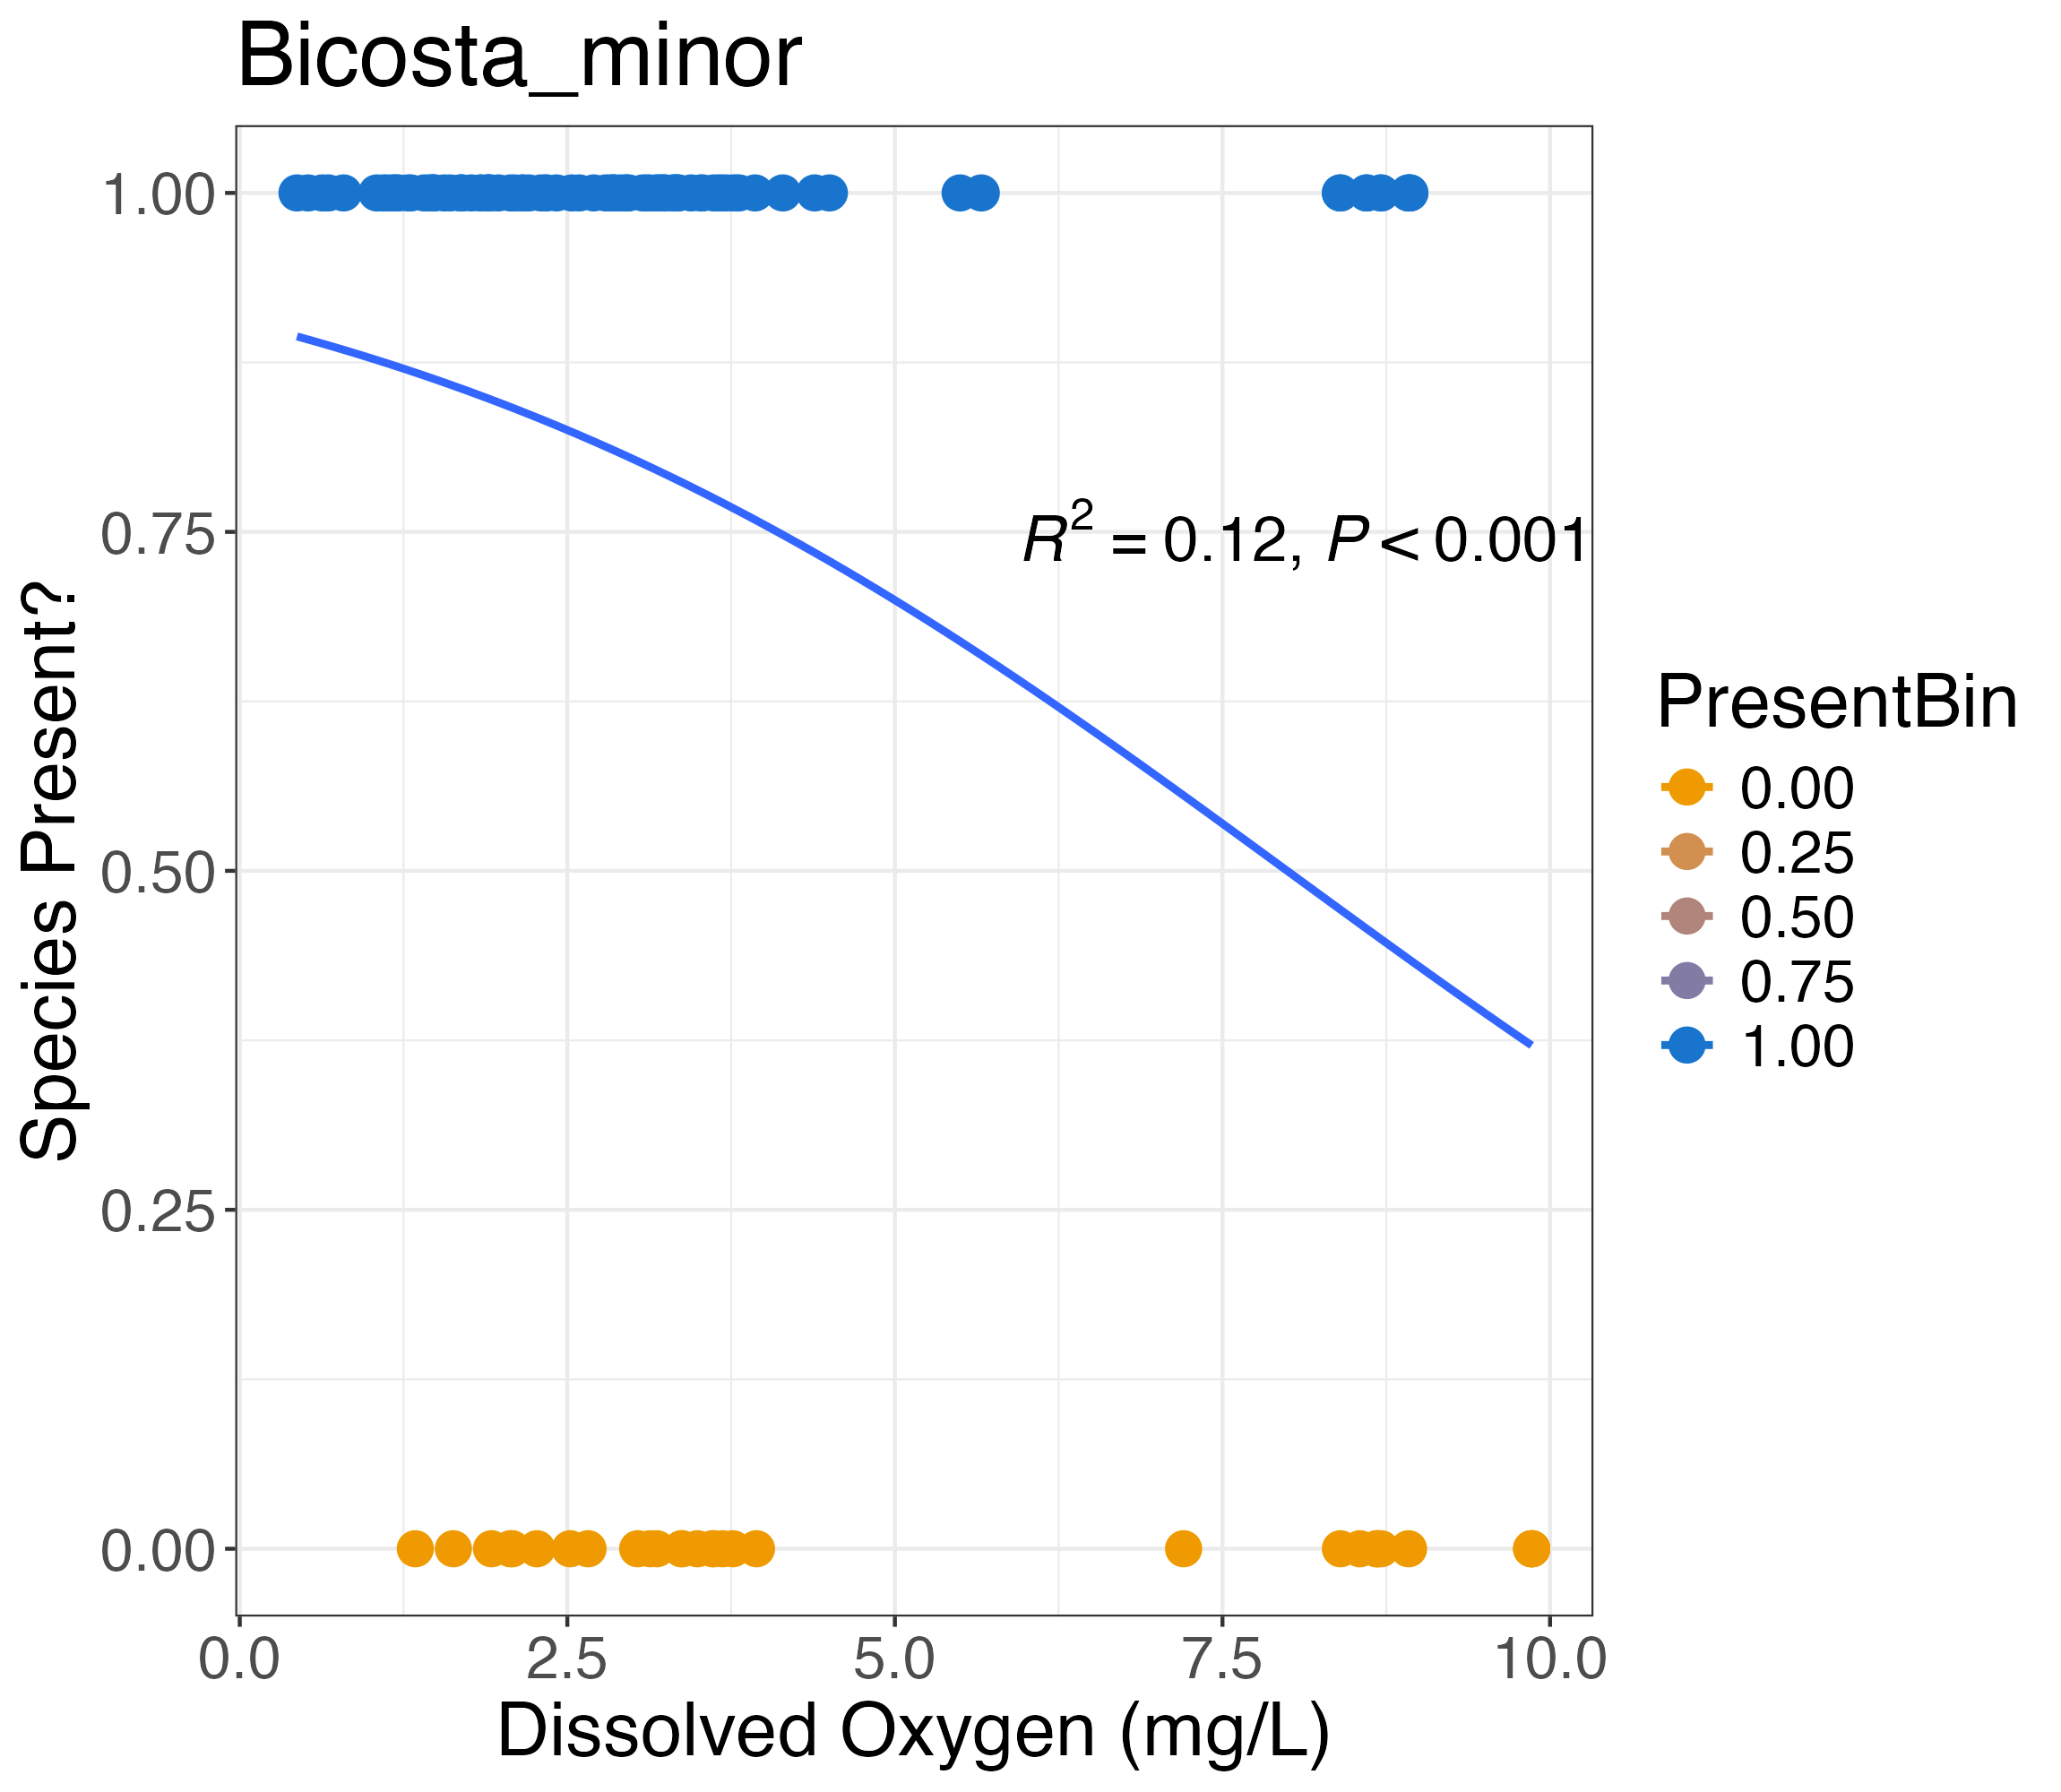 Bicosta_minor
1.00
0.75
0.50
0.25
0.00
Species Present?
R² = 0.12, P < 0.001
0.0 2.5 5.0 7.5 10.0
Dissolved Oxygen (mg/L)
PresentBin
0.00
0.25
0.50
0.75
1.00